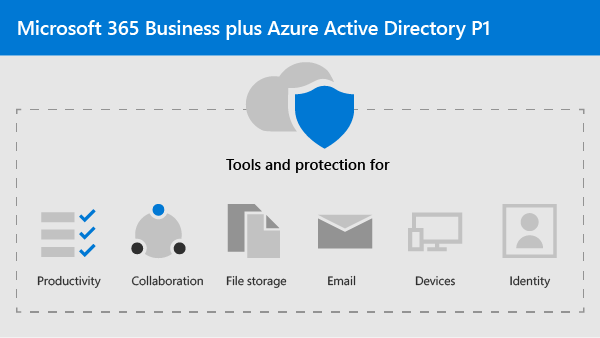 Microsoft 365 Business plus Azure Active Directory P1
Tools and protection for
Productivity Collaboration File storage Email Devices Identity